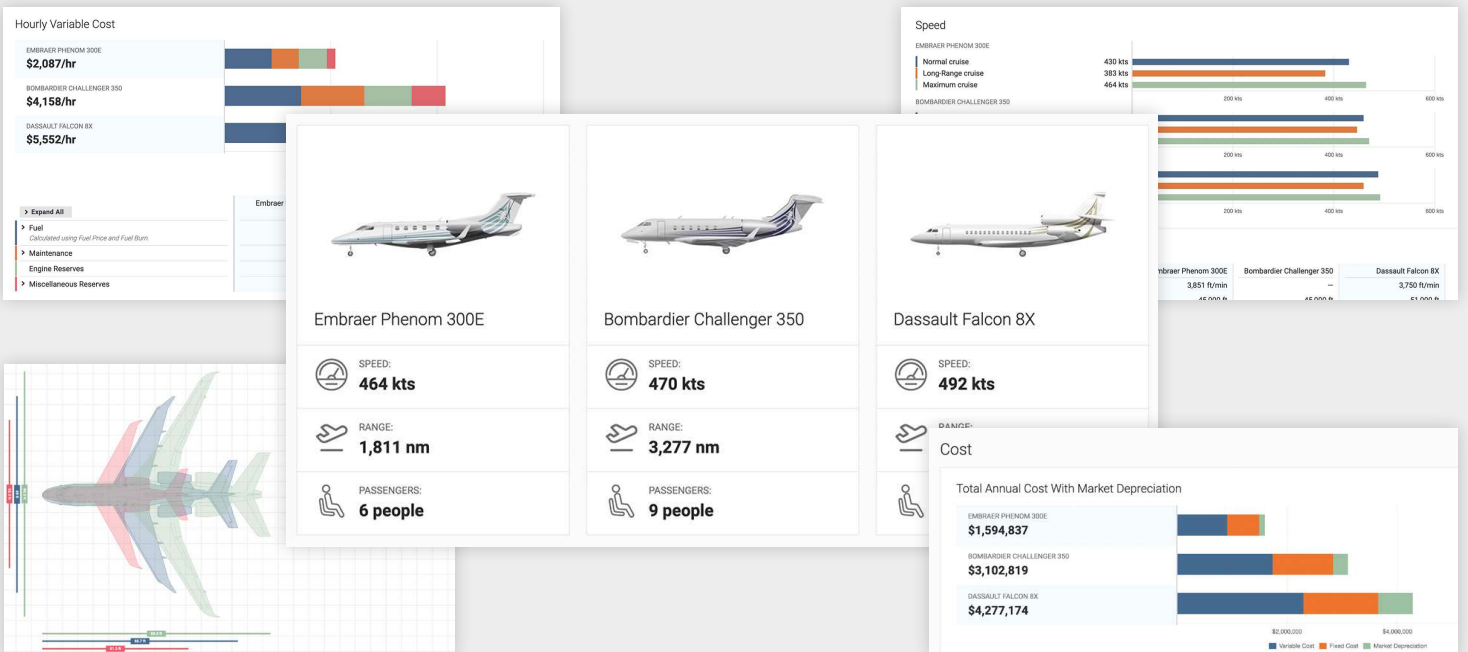 Hourly Variable Cost
EMBRAER PHENOM 300E
$2,087/hr
BOMBARDIER CHALLENGER 350
$4,158/hr
DASSAULT FALCON 8X
$5,552/hr
Embraer
Expand All
Fuel
Calculated using Fuel Price and Fuel Burn.
Maintenance
Engine Reserves
Miscellaneous Reserves
Speed
EMBRAER PHENOM 300E
Normal cruise 430 kts
Long-Range cruise 383 kts
Maximum cruise 464 kts
200 kts 400 kts 600 kts
BOMBARDIER CHALLENGER 350
200 kts 400 kts 600 kts
200 kts 400 kts 600 kts
Phenom 300E Bombardier Challenger 350 Dassault Falcon 8X
3,851 ft/min — 3,750 ft/min
Embraer Phenom 300E
SPEED:
464 kts
RANGE:
1,811 nm
PASSENGERS:
6 people
Bombardier Challenger 350
SPEED:
470 kts
RANGE:
3,277 nm
PASSENGERS:
9 people
Dassault Falcon 8X
SPEED:
492 kts
RANGE:
Cost
Total Annual Cost With Market Depreciation
EMBRAER PHENOM 300E
$1,594,837
BOMBARDIER CHALLENGER 350
$3,102,819
DASSAULT FALCON 8X
$4,277,174
$2,000,000 $4,000,000
Variable Cost Fixed Cost Market Depreciation